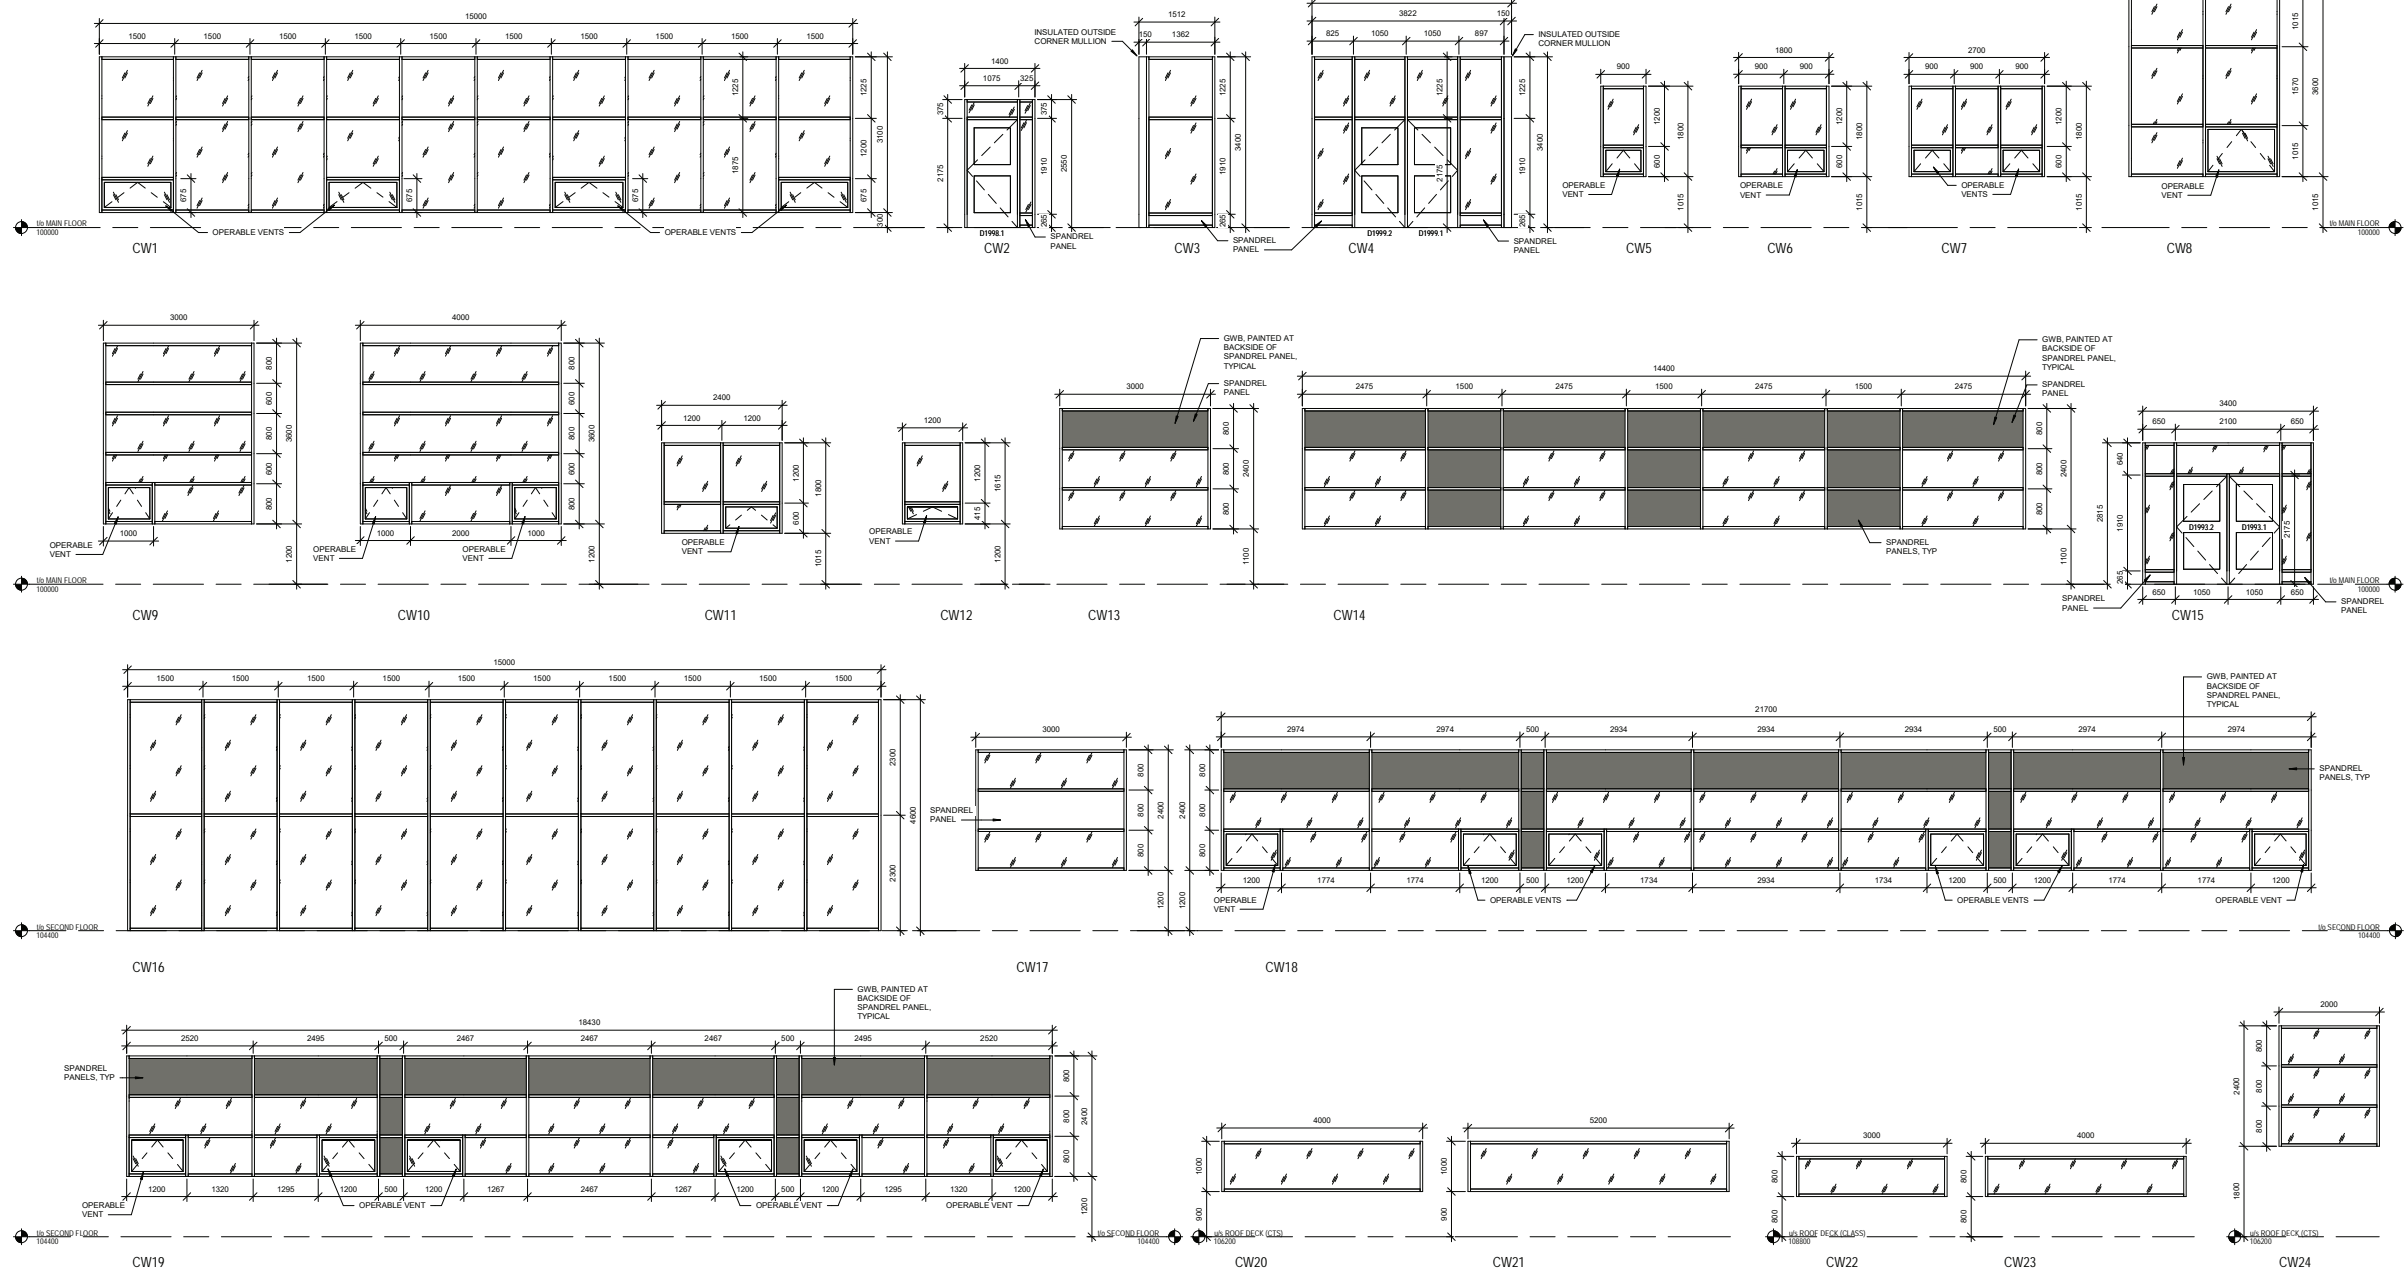 15000
1500 1500 1500 1500 1500 1500 1500 1500 1500 1500
1225
1875
675 675 675
1225
1200
675
300
3100
OPERABLE VENTS
OPERABLE VENTS
t/o MAIN FLOOR
100000
CW1
1400
1075 325
375
2175
375
1910
265
2550
D1998.1
SPANDREL
PANEL
CW2
1512
150 1362
INSULATED OUTSIDE
CORNER MULLION
1225
1910
265
3400
SPANDREL
PANEL
CW3
3822 150
825 1050 1050 897
INSULATED OUTSIDE
CORNER MULLION
1225
2175
1225
1910
265
3400
D1999.2 D1999.1
SPANDREL
PANEL
CW4
900
1200
600
1800
1015
OPERABLE
VENT
CW5
1800
900 900
1200
600
1800
1015
OPERABLE
VENT
CW6
2700
900 900 900
1200
600
1800
1015
OPERABLE
VENTS
CW7
1015
1570
1015
3600
1015
OPERABLE
VENT
CW8
t/o MAIN FLOOR
100000
3000
800
600
800
600
800
3600
1200
1000
OPERABLE
VENT
t/o MAIN FLOOR
100000
CW9
4000
800
600
800
600
800
3600
1200
1000 2000 1000
OPERABLE
VENT
OPERABLE
VENT
CW10
2400
1200 1200
1200
600
1800
1015
OPERABLE
VENT
CW11
1200
1200
415
1615
1200
OPERABLE
VENT
CW12
GWB, PAINTED AT
BACKSIDE OF
SPANDREL PANEL,
TYPICAL
SPANDREL
PANEL
3000
800
800
800
2400
1100
CW13
14400
2475 1500 2475 1500 2475 1500 2475
GWB, PAINTED AT
BACKSIDE OF
SPANDREL PANEL,
TYPICAL
SPANDREL
PANEL
800
800
800
2400
1100
SPANDREL
PANELS, TYP
CW14
3400
650 2100 650
640
1910
265
2815
2175
D1993.2 D1993.1
650 1050 1050 650
SPANDREL
PANEL
SPANDREL
PANEL
CW15
t/o MAIN FLOOR
100000
15000
1500 1500 1500 1500 1500 1500 1500 1500 1500 1500
2300
2300
4600
t/o SECOND FLOOR
104400
CW16
3000
800
800
800
2400
1200
SPANDREL
PANEL
CW17
21700
2974 2974 500 2934 2934 2934 500 2974 2974
GWB, PAINTED AT
BACKSIDE OF
SPANDREL PANEL,
TYPICAL
SPANDREL
PANELS, TYP
800
800
800
2400
1200
1200 1774 1774 1200 500 1200 1734 2934 1734 1200 500 1200 1774 1774 1200
OPERABLE
VENT
OPERABLE VENTS
OPERABLE VENTS
OPERABLE VENT
CW18
t/o SECOND FLOOR
104400
GWB, PAINTED AT
BACKSIDE OF
SPANDREL PANEL,
TYPICAL
18430
2520 2495 500 2467 2467 2467 500 2495 2520
SPANDREL
PANELS, TYP
800
800
800
2400
1200
1200 1320 1295 1200 500 1200 1267 2467 1267 1200 500 1200 1295 1320 1200
OPERABLE
VENT
OPERABLE VENT
OPERABLE VENT
OPERABLE VENT
t/o SECOND FLOOR
104400
t/o SECOND FLOOR
104400
CW19
4000
1000
900
u/s ROOF DECK (CTS)
106200
CW20
5200
1000
900
CW21
3000
800
800
u/s ROOF DECK (CLASS)
108800
CW22
4000
800
800
CW23
2000
800
800
800
2400
1800
u/s ROOF DECK (CTS)
106200
CW24